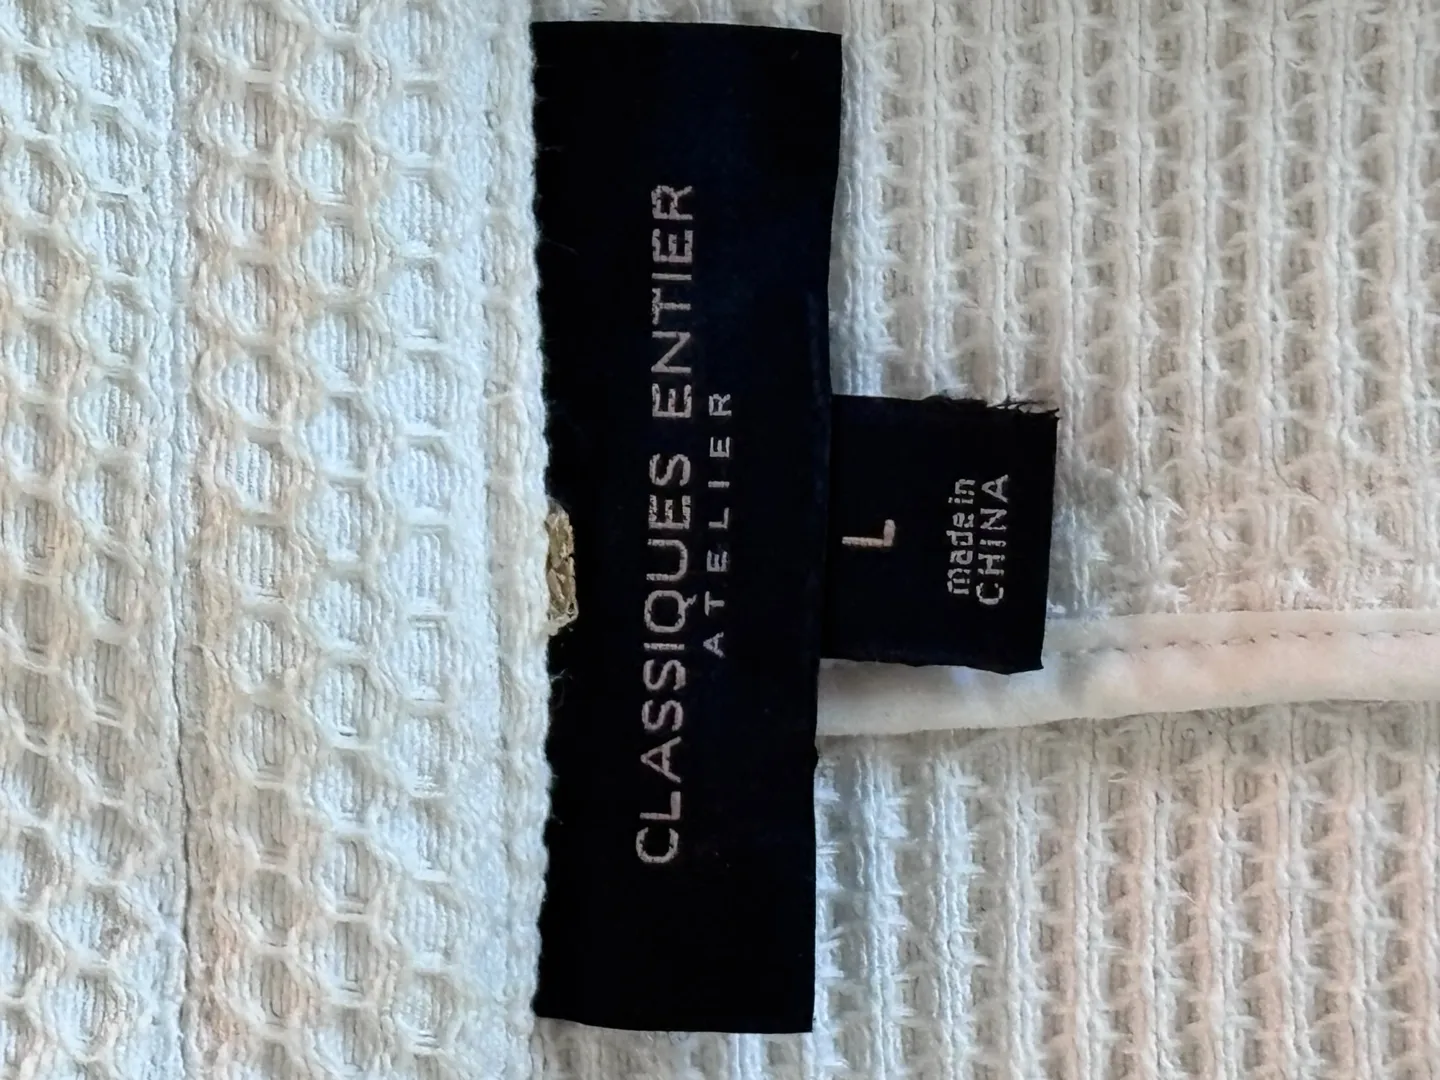 CLASSIQUES ENTIER
ATELIER
L
made in
CHINA